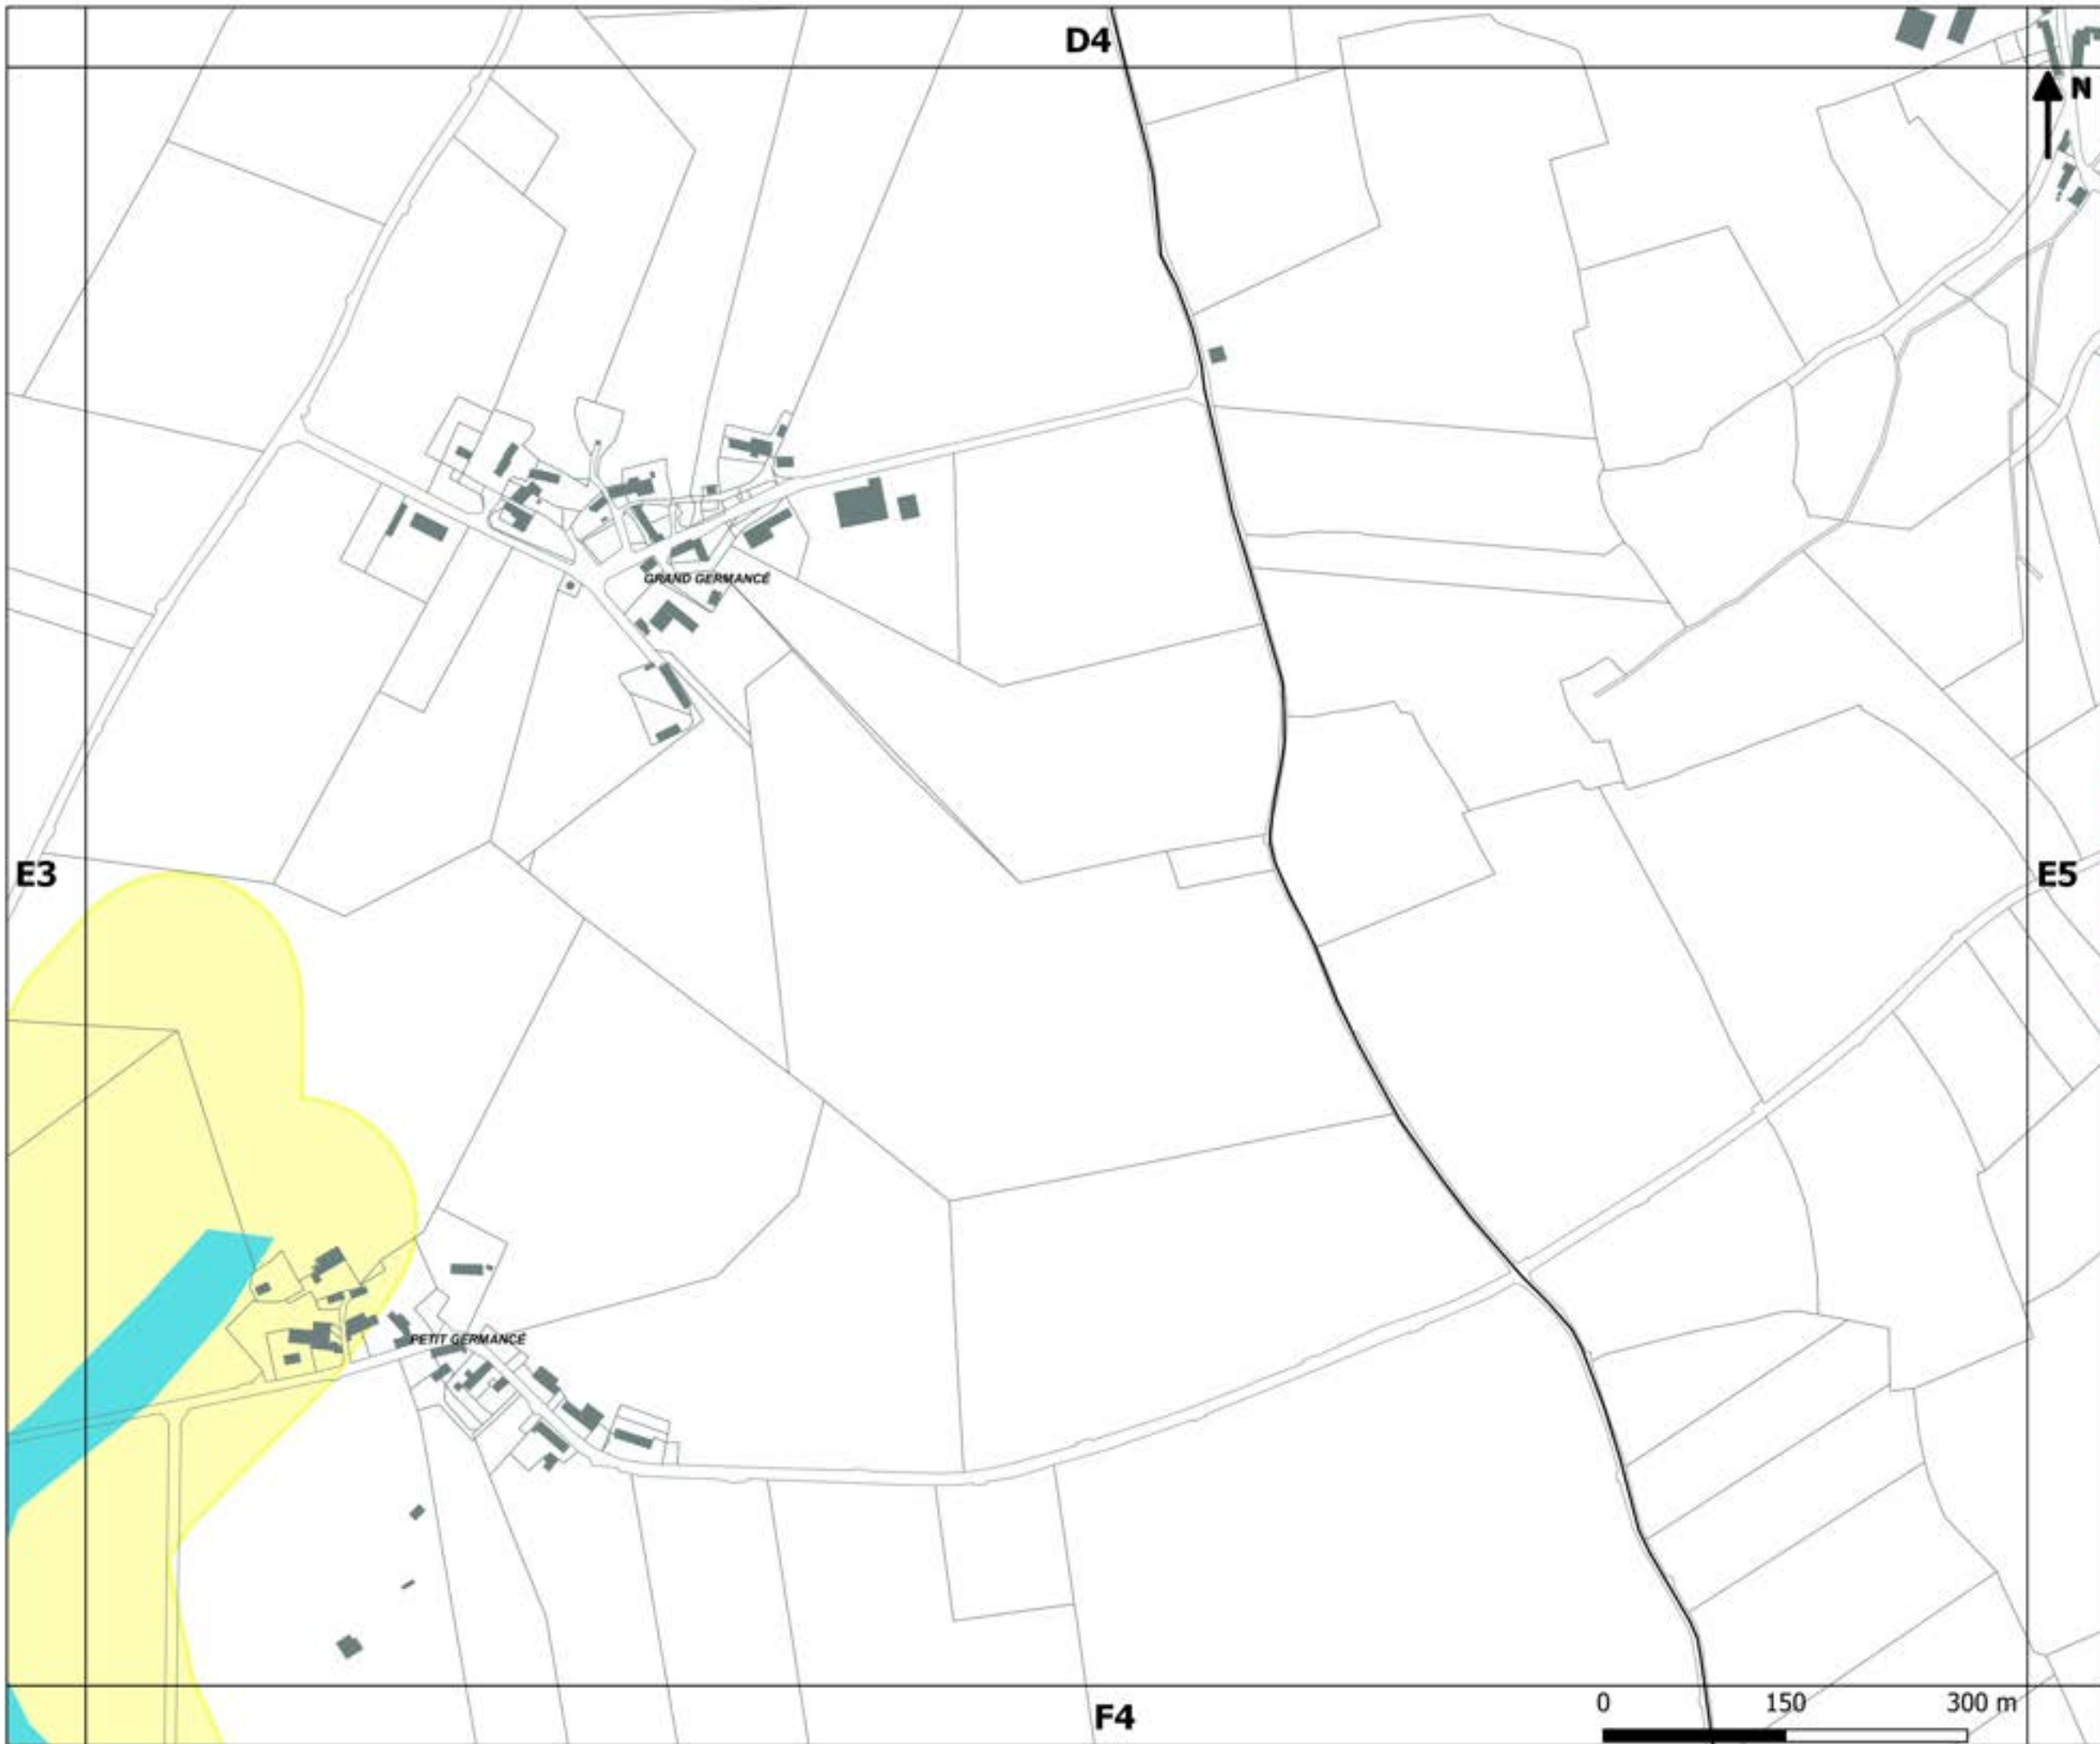 D4
N
GRAND GERMANCÉ
E3
E5
PETIT GERMANCÉ
0 150 300 m
F4